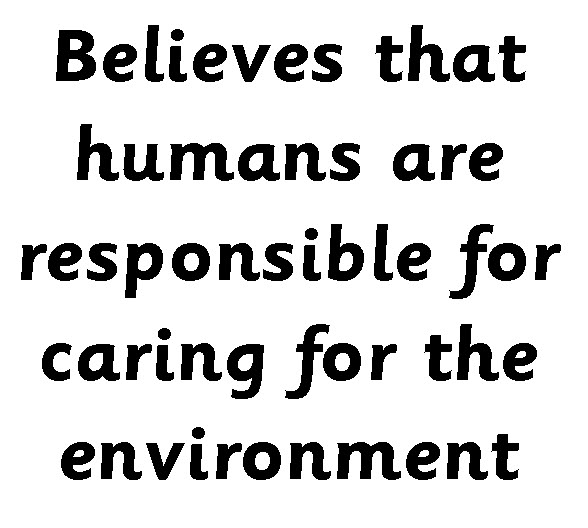 Believes that
humans are
responsible for
caring for the
environment